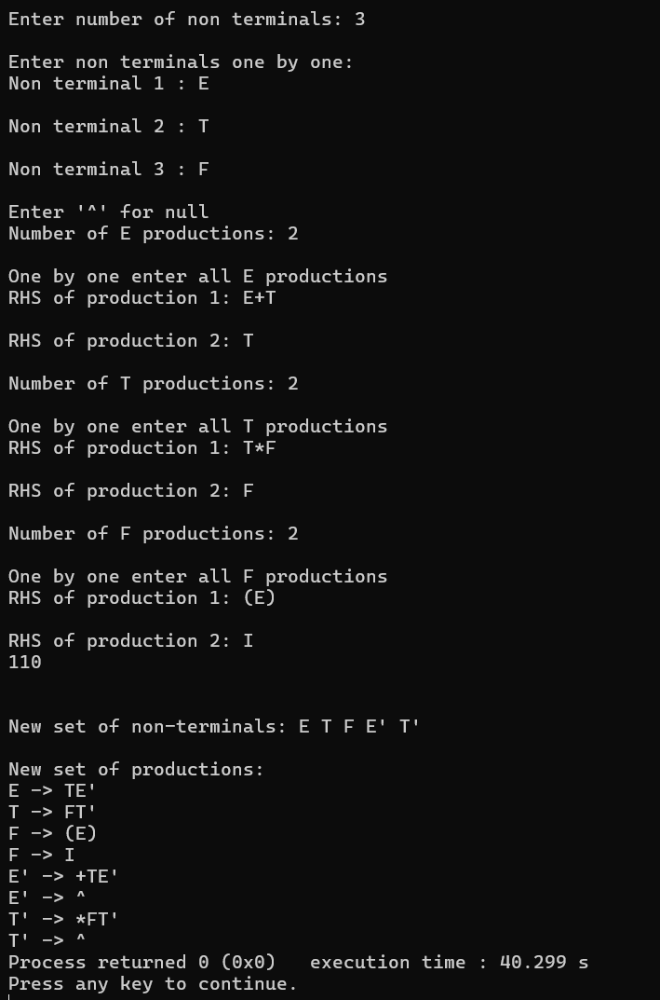 Enter number of non terminals: 3
Enter non terminals one by one:
Non terminal 1 : E
Non terminal 2 : T
Non terminal 3 : F
Enter '^' for null
Number of E productions: 2
One by one enter all E productions
RHS of production 1: E+T
RHS of production 2: T
Number of T productions: 2
One by one enter all T productions
RHS of production 1: T*F
RHS of production 2: F
Number of F productions: 2
One by one enter all F productions
RHS of production 1: (E)
RHS of production 2: I
110
New set of non-terminals: E T F E' T'
New set of productions:
E -> TE'
T -> FT'
F -> (E)
F -> I
E' -> +TE'
E' -> ^
T' -> *FT'
T' -> ^
Process returned 0 (0x0)   execution time : 40.299 s
Press any key to continue.